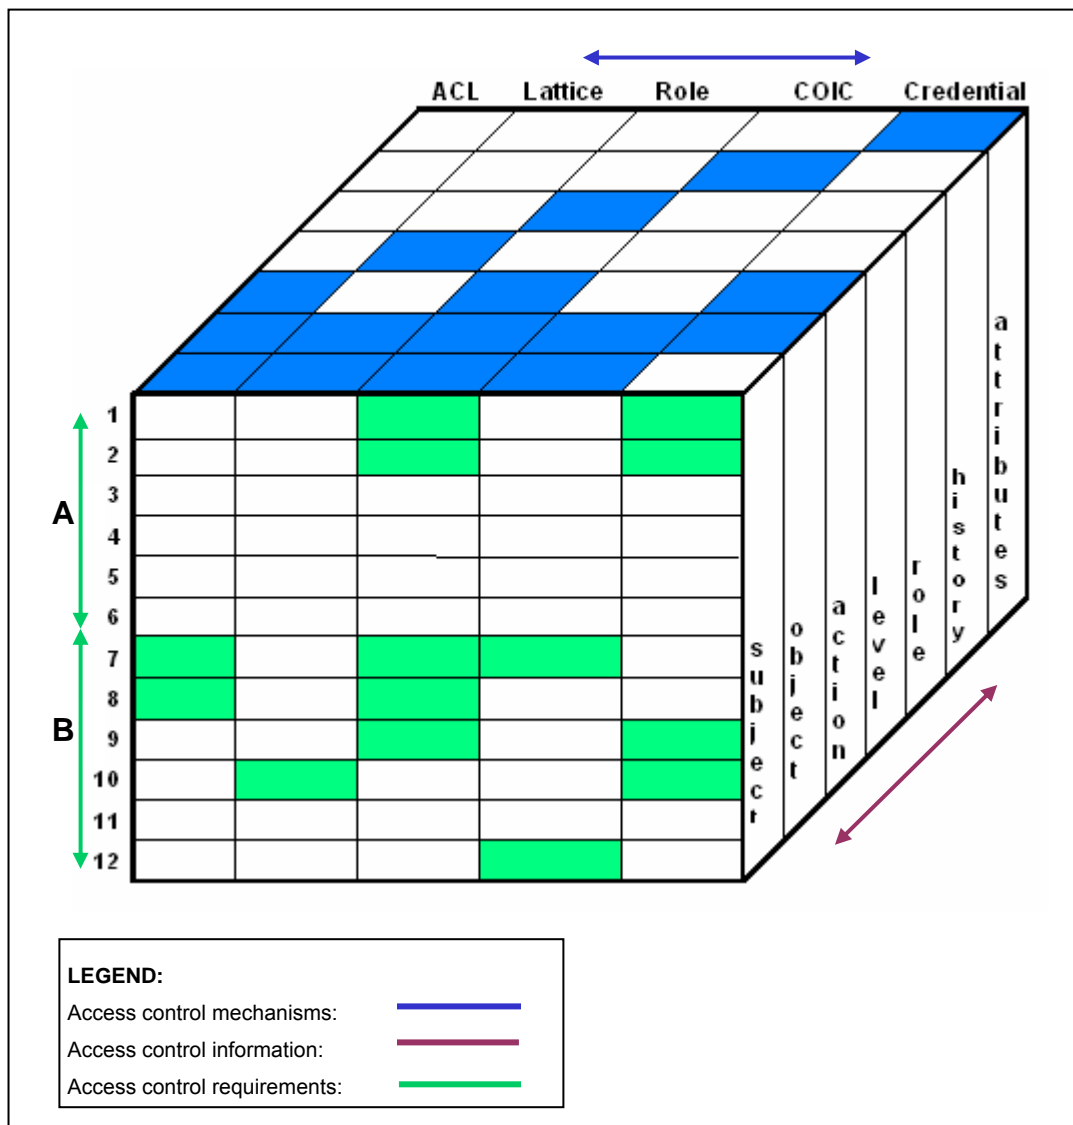 ACL Lattice Role COIC Credential
1
2
3
A
4
5
6
7
8
B
9
10
11
12
subject
object
action
level
role
history
attributes
LEGEND:
Access control mechanisms:
Access control information:
Access control requirements: